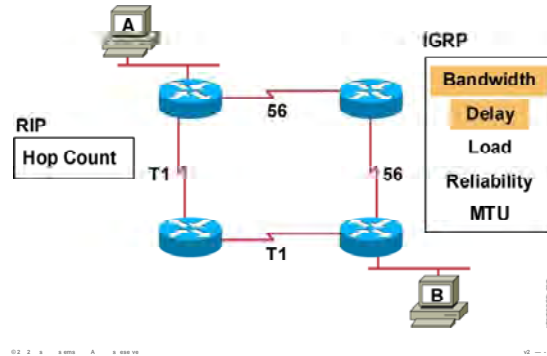 A
IGRP
Bandwidth
Delay
Load
Reliability
MTU
56
RIP
Hop Count
T1
56
T1
B